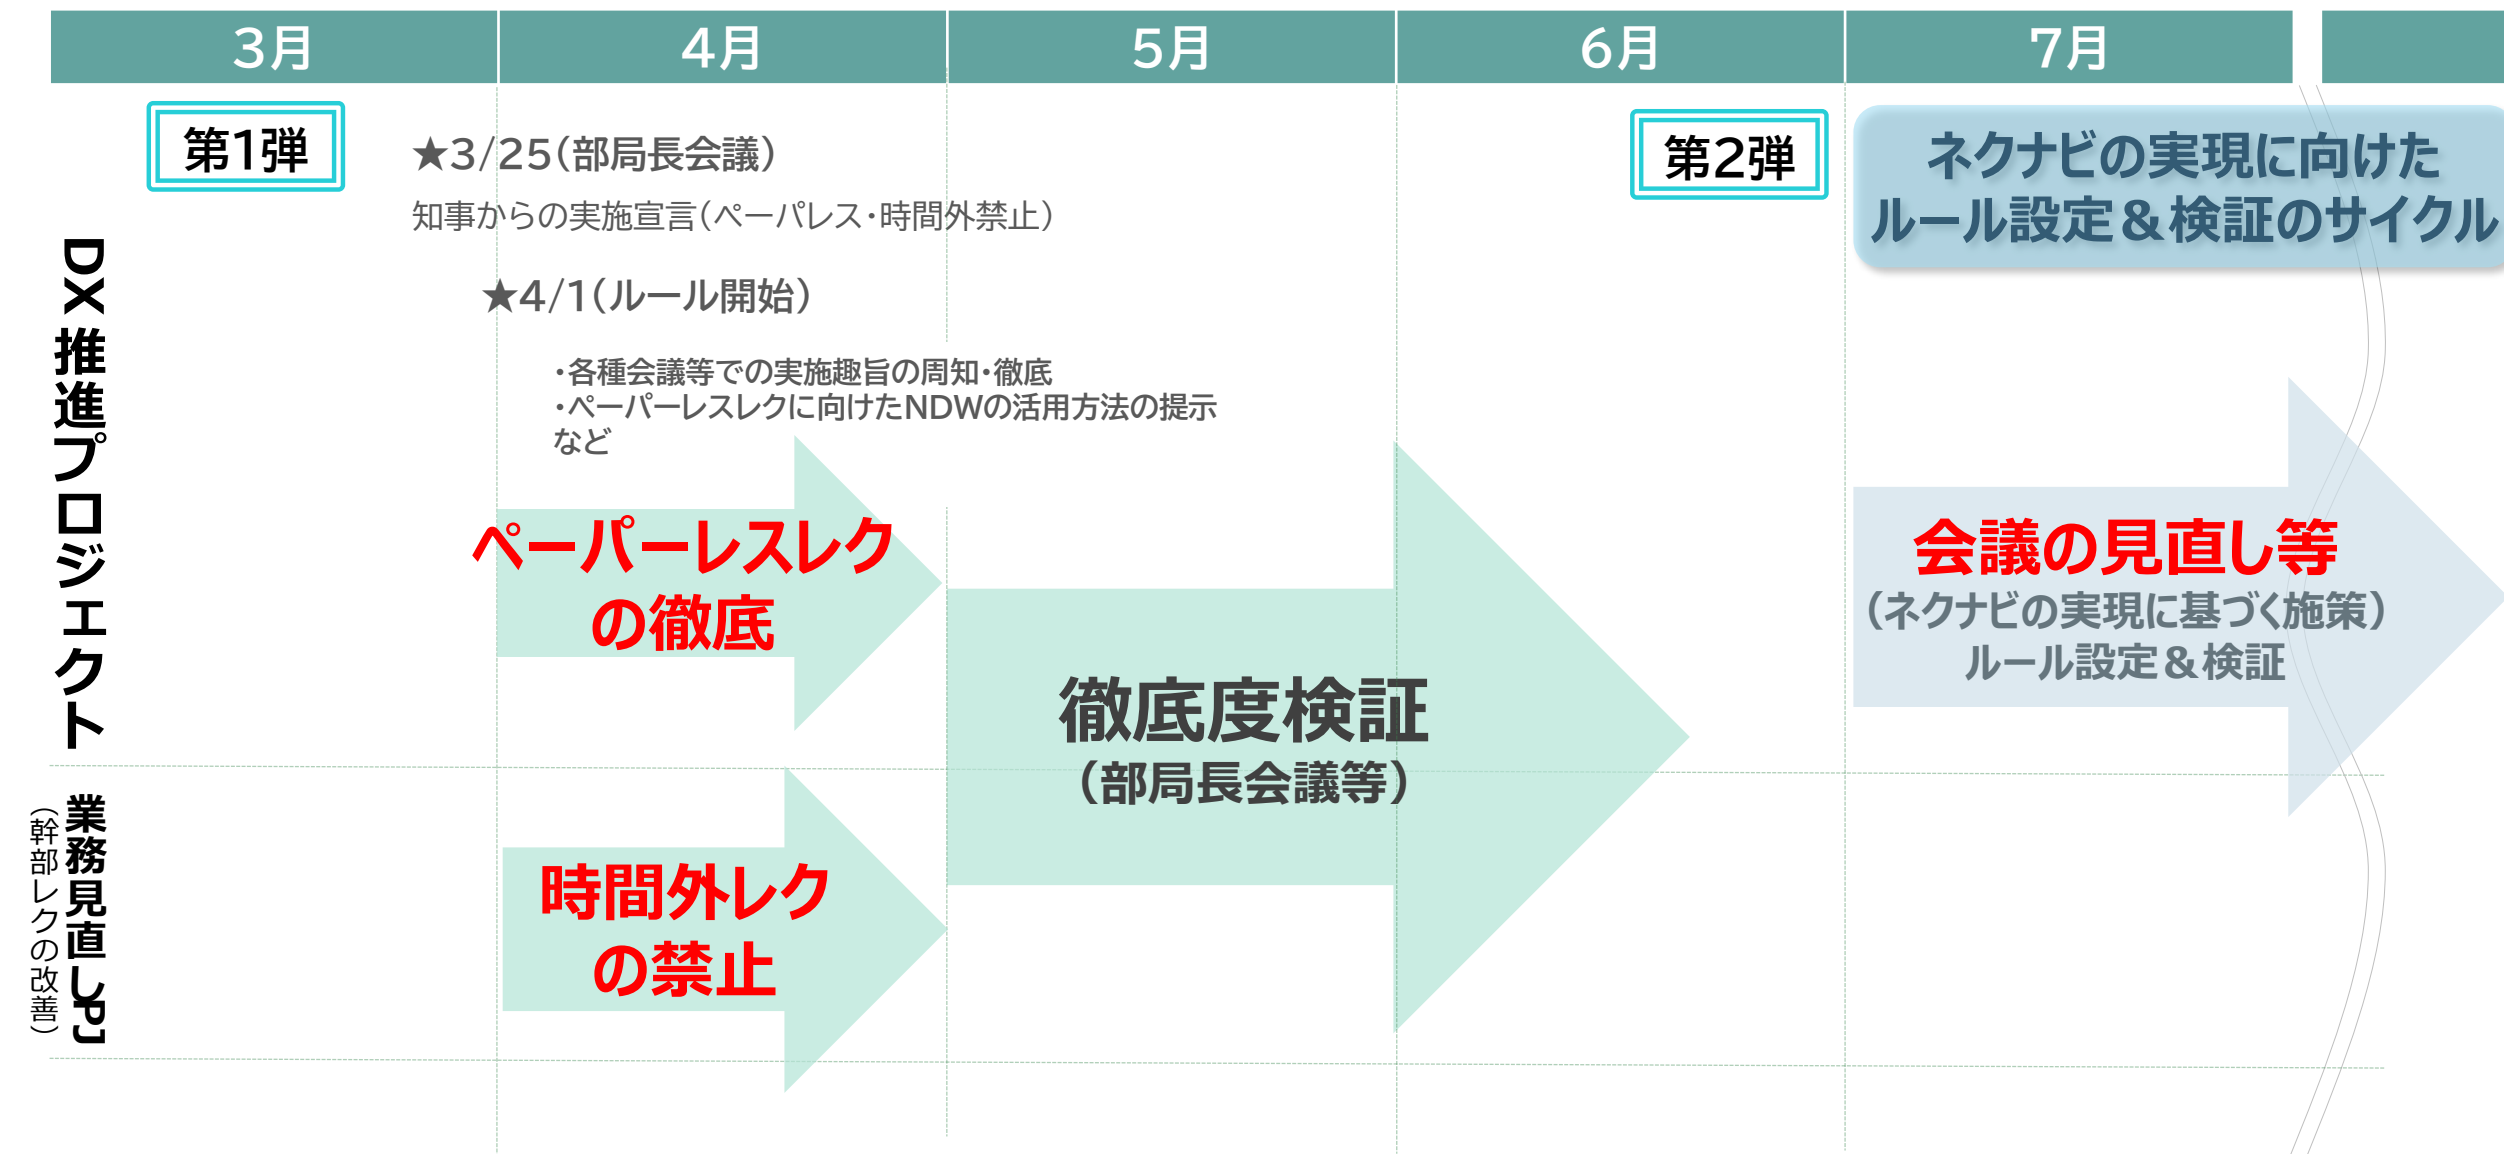 3月
4月
5月
6月
7月
第1弾
★3/25(部局長会議)
知事からの実施宣言(ペーパレス・時間外禁止)
★4/1(ルール開始)
・各種会議等での実施趣旨の周知・徹底
・ペーパーレスレクに向けたNDWの活用方法の提示
など
第2弾
ネクナビの実現に向けた
ルール設定&検証のサイクル
DX推進プロジェクト
ペーパーレスレク
の徹底
徹底度検証
(部局長会議等)
会議の見直し等
(ネクナビの実現に基づく施策)
ルール設定&検証
業務見直しPJ
(幹部レクの改善)
時間外レク
の禁止